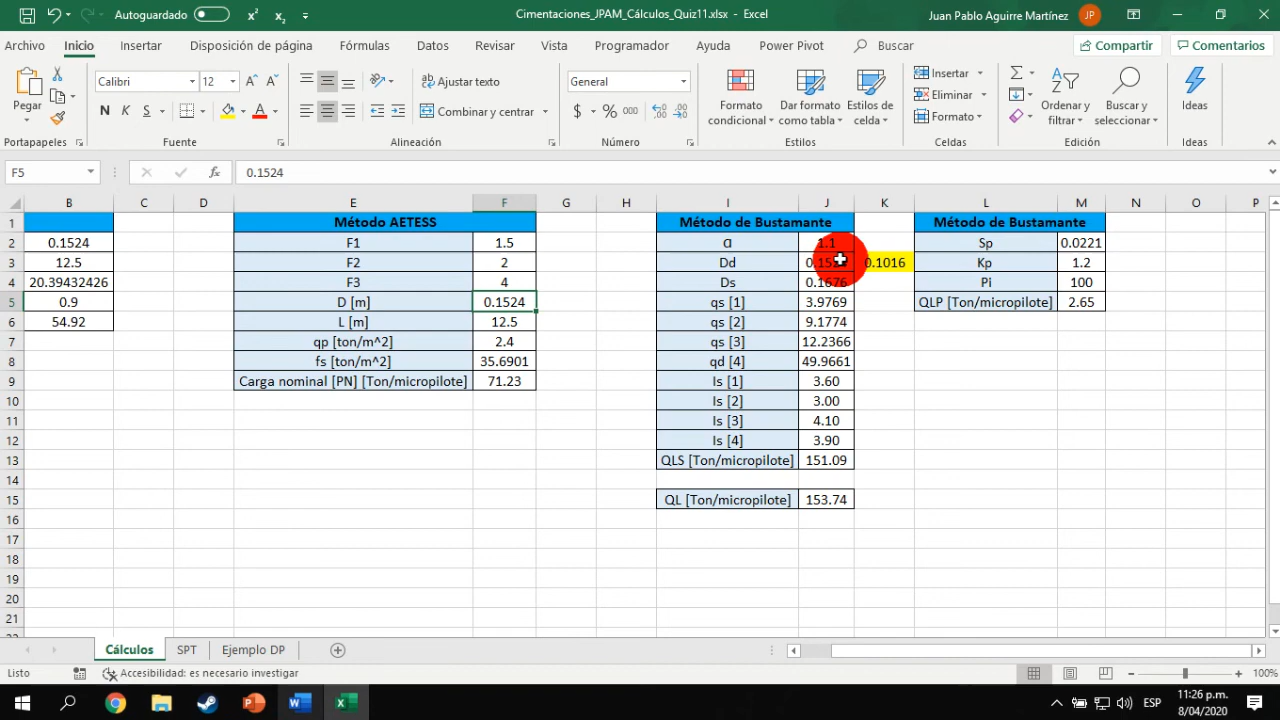 Autoguardado
Cimentaciones_JPAM_Cálculos_Quiz11.xlsx - Excel
Juan Pablo Aguirre Martínez
JP
Archivo Inicio Insertar Disposición de página Fórmulas Datos Revisar Vista Programador Ayuda Power Pivot Buscar Compartir Comentarios
Pegar
Calibri 12
N K S
Ajustar texto
Combinar y centrar
General
$ % 000
Formato condicional
Dar formato como tabla
Estilos de celda
Insertar
Eliminar
Formato
Ordenar y filtrar
Buscar y seleccionar
Ideas
Portapapeles Fuente Alineación Número Estilos Celdas Edición Ideas
F5 fx 0.1524
B C D E F G H I J K L M N O P
1 Método AETESS Método de Bustamante Método de Bustamante
2 0.1524 F1 1.5 α 1.1 Sp 0.0221
3 12.5 F2 2 Dd 0.1524 0.1016 Kp 1.2
4 20.39432426 F3 4 Ds 0.1676 Pi 100
5 0.9 D [m] 0.1524 qs [1] 3.9769 QLP [Ton/micropilote] 2.65
6 54.92 L [m] 12.5 qs [2] 9.1774
7 qp [ton/m^2] 2.4 qs [3] 12.2366
8 fs [ton/m^2] 35.6901 qd [4] 49.9661
9 Carga nominal [PN] [Ton/micropilote] 71.23 Is [1] 3.60
10 Is [2] 3.00
11 Is [3] 4.10
12 Is [4] 3.90
13 QLS [Ton/micropilote] 151.09
14
15 QL [Ton/micropilote] 153.74
16
17
18
19
20
21
Cálculos SPT Ejemplo DP
Listo Accesibilidad: es necesario investigar 100%
ESP
11:26 p.m.
8/04/2020